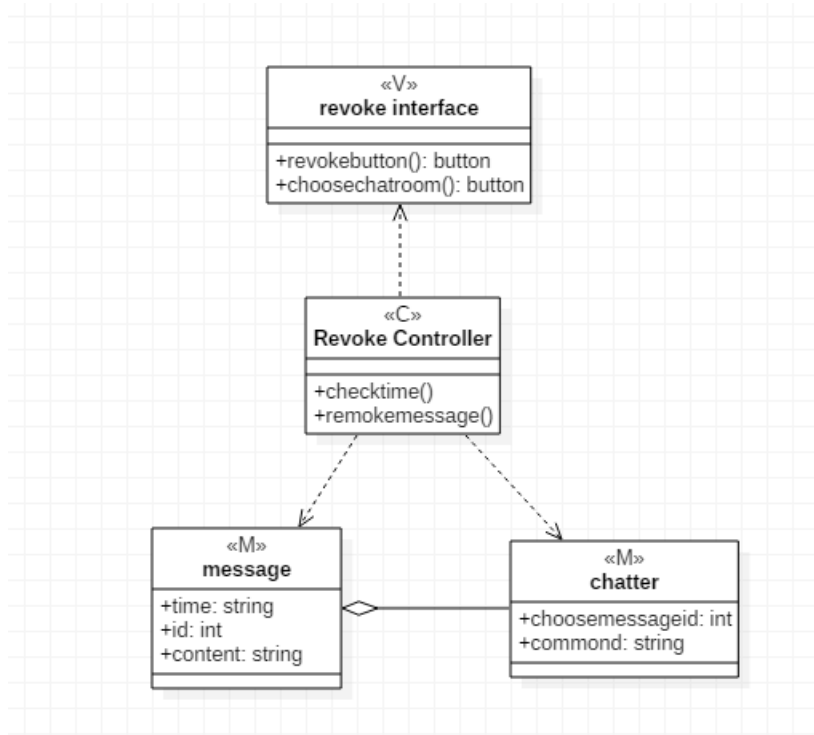 «V»
revoke interface
+revokebutton(): button
+choosechatroom(): button
«C»
Revoke Controller
+checktime()
+remokemessage()
«M»
message
+time: string
+id: int
+content: string
«M»
chatter
+choosemessageid: int
+commond: string